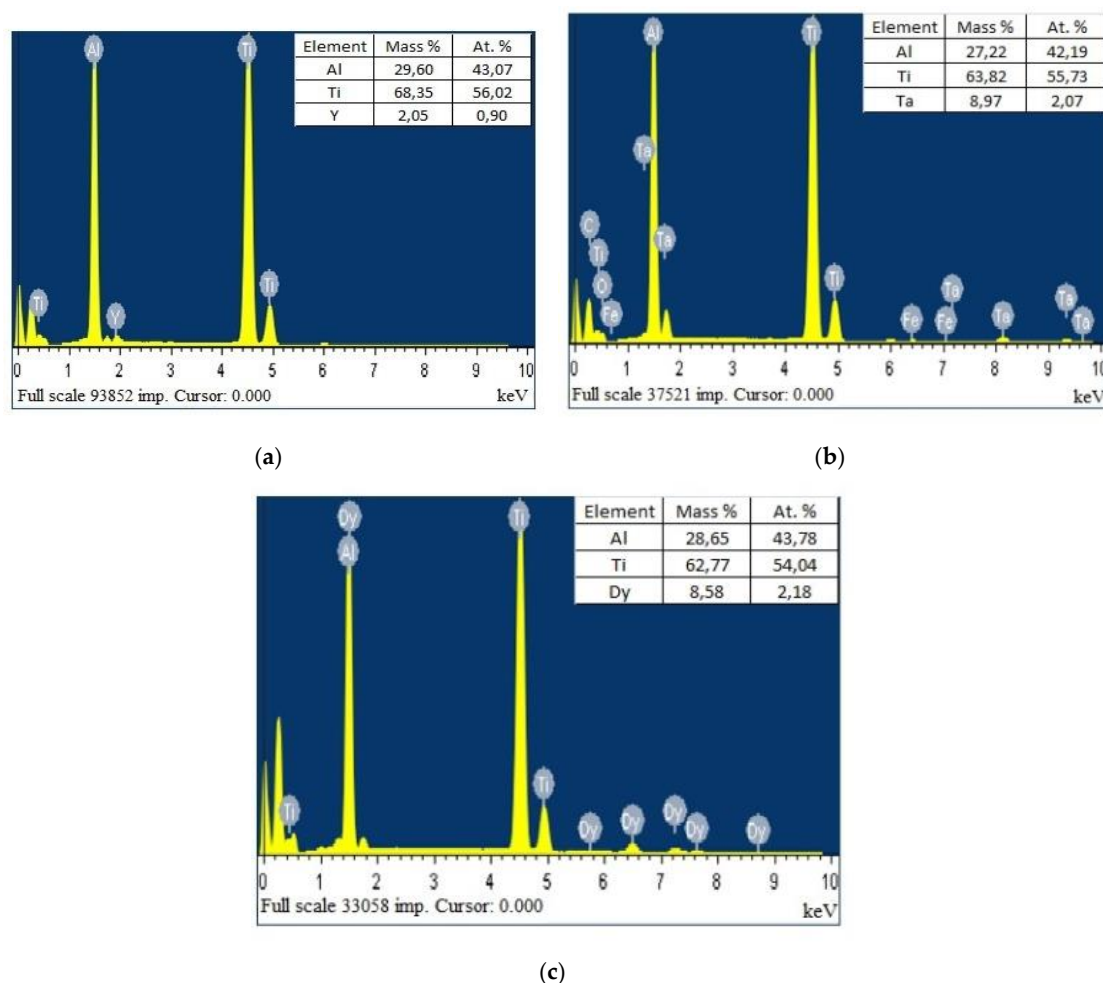 Al
Ti
Ti
Y
Ti
Element Mass % At. %
Al 29,60 43,07
Ti 68,35 56,02
Y 2,05 0,90
0 1 2 3 4 5 6 7 8 9 10
Full scale 93852 imp. Cursor: 0.000 keV
(a)
Al
Ti
Ta
C
Ta
Ti
O
Fe
Ti
Fe
Ta
Fe
Ta
Ta
Ta
Element Mass % At. %
Al 27,22 42,19
Ti 63,82 55,73
Ta 8,97 2,07
0 1 2 3 4 5 6 7 8 9 10
Full scale 37521 imp. Cursor: 0.000 keV
(b)
Dy
Al
Ti
Ti
Ti
Dy
Dy
Dy
Dy
Dy
Element Mass % At. %
Al 28,65 43,78
Ti 62,77 54,04
Dy 8,58 2,18
0 1 2 3 4 5 6 7 8 9 10
Full scale 33058 imp. Cursor: 0.000 keV
(c)